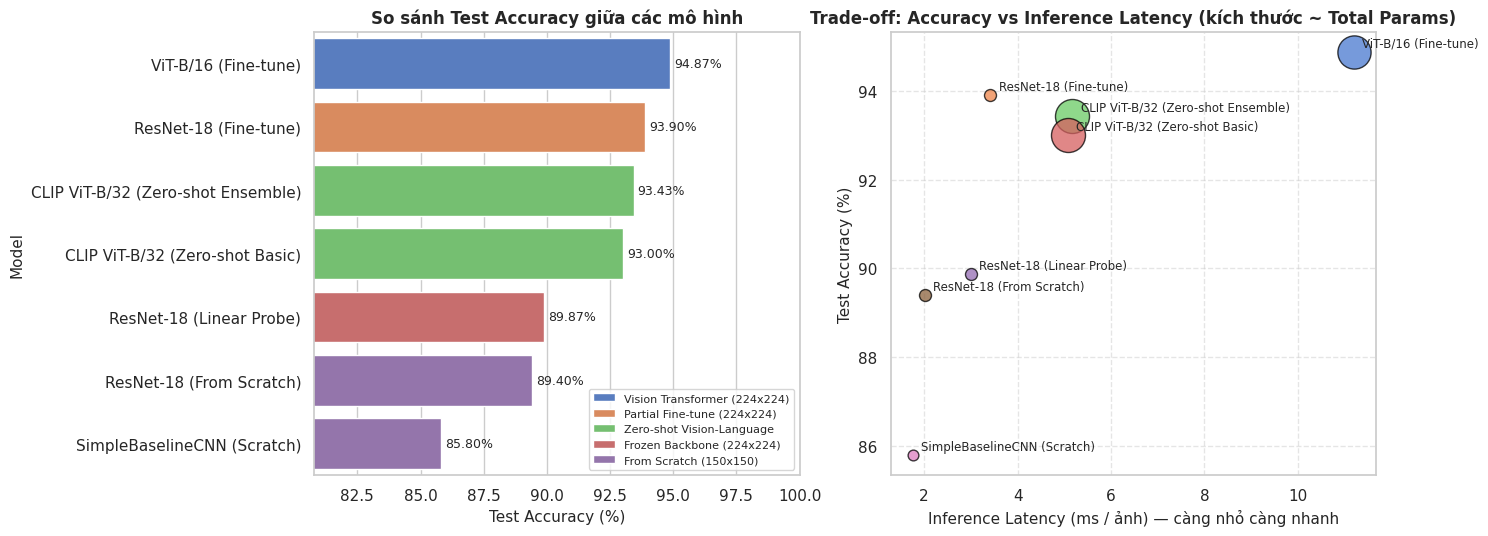 So sánh Test Accuracy giữa các mô hình
Model
ViT-B/16 (Fine-tune)
94.87%
ResNet-18 (Fine-tune)
93.90%
CLIP ViT-B/32 (Zero-shot Ensemble)
93.43%
CLIP ViT-B/32 (Zero-shot Basic)
93.00%
ResNet-18 (Linear Probe)
89.87%
ResNet-18 (From Scratch)
89.40%
SimpleBaselineCNN (Scratch)
85.80%
Vision Transformer (224x224)
Partial Fine-tune (224x224)
Zero-shot Vision-Language
Frozen Backbone (224x224)
From Scratch (150x150)
82.5 85.0 87.5 90.0 92.5 95.0 97.5 100.0
Test Accuracy (%)
Trade-off: Accuracy vs Inference Latency (kích thước ~ Total Params)
Test Accuracy (%)
94
92
90
88
86
ViT-B/16 (Fine-tune)
ResNet-18 (Fine-tune)
CLIP ViT-B/32 (Zero-shot Ensemble)
CLIP ViT-B/32 (Zero-shot Basic)
ResNet-18 (Linear Probe)
ResNet-18 (From Scratch)
SimpleBaselineCNN (Scratch)
2 4 6 8 10
Inference Latency (ms / ảnh) — càng nhỏ càng nhanh